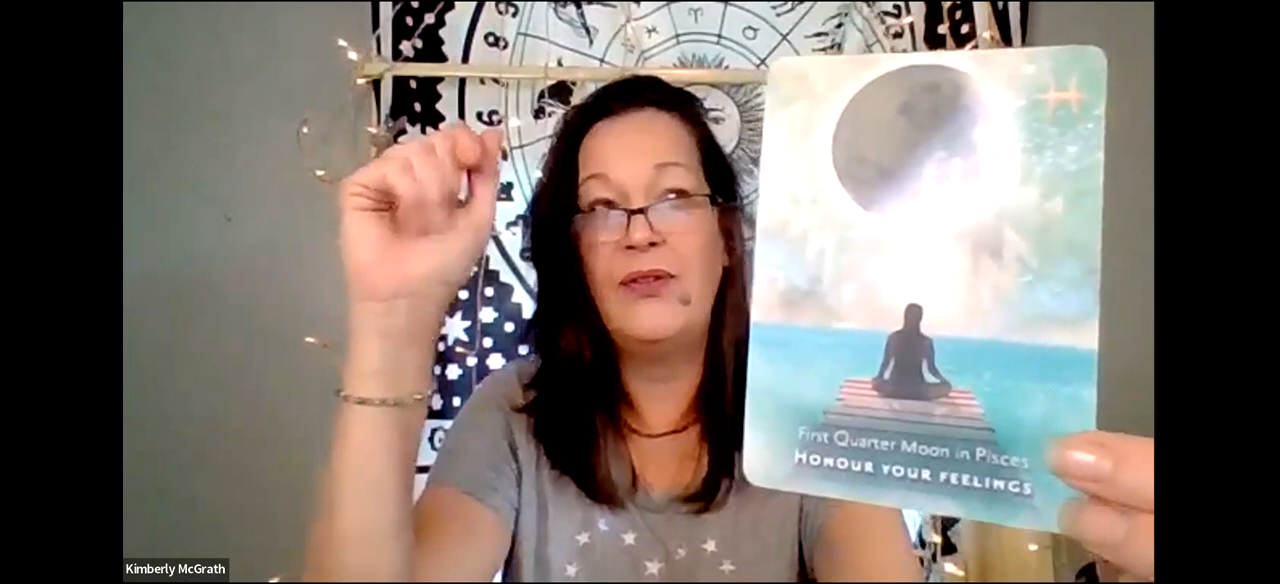 First Quarter Moon in Pisces
HONOUR YOUR FEELINGS
Kimberly McGrath